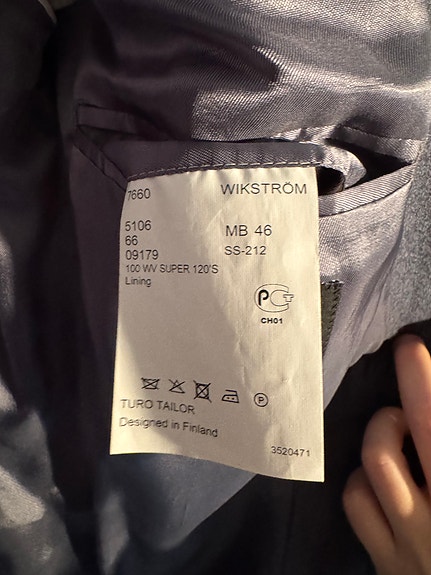 7660 WIKSTRÖM
5106 MB 46
66 SS-212
09179
100 WV SUPER 120'S
Lining
PCT
CH01
P
TURO TAILOR
Designed in Finland
3520471